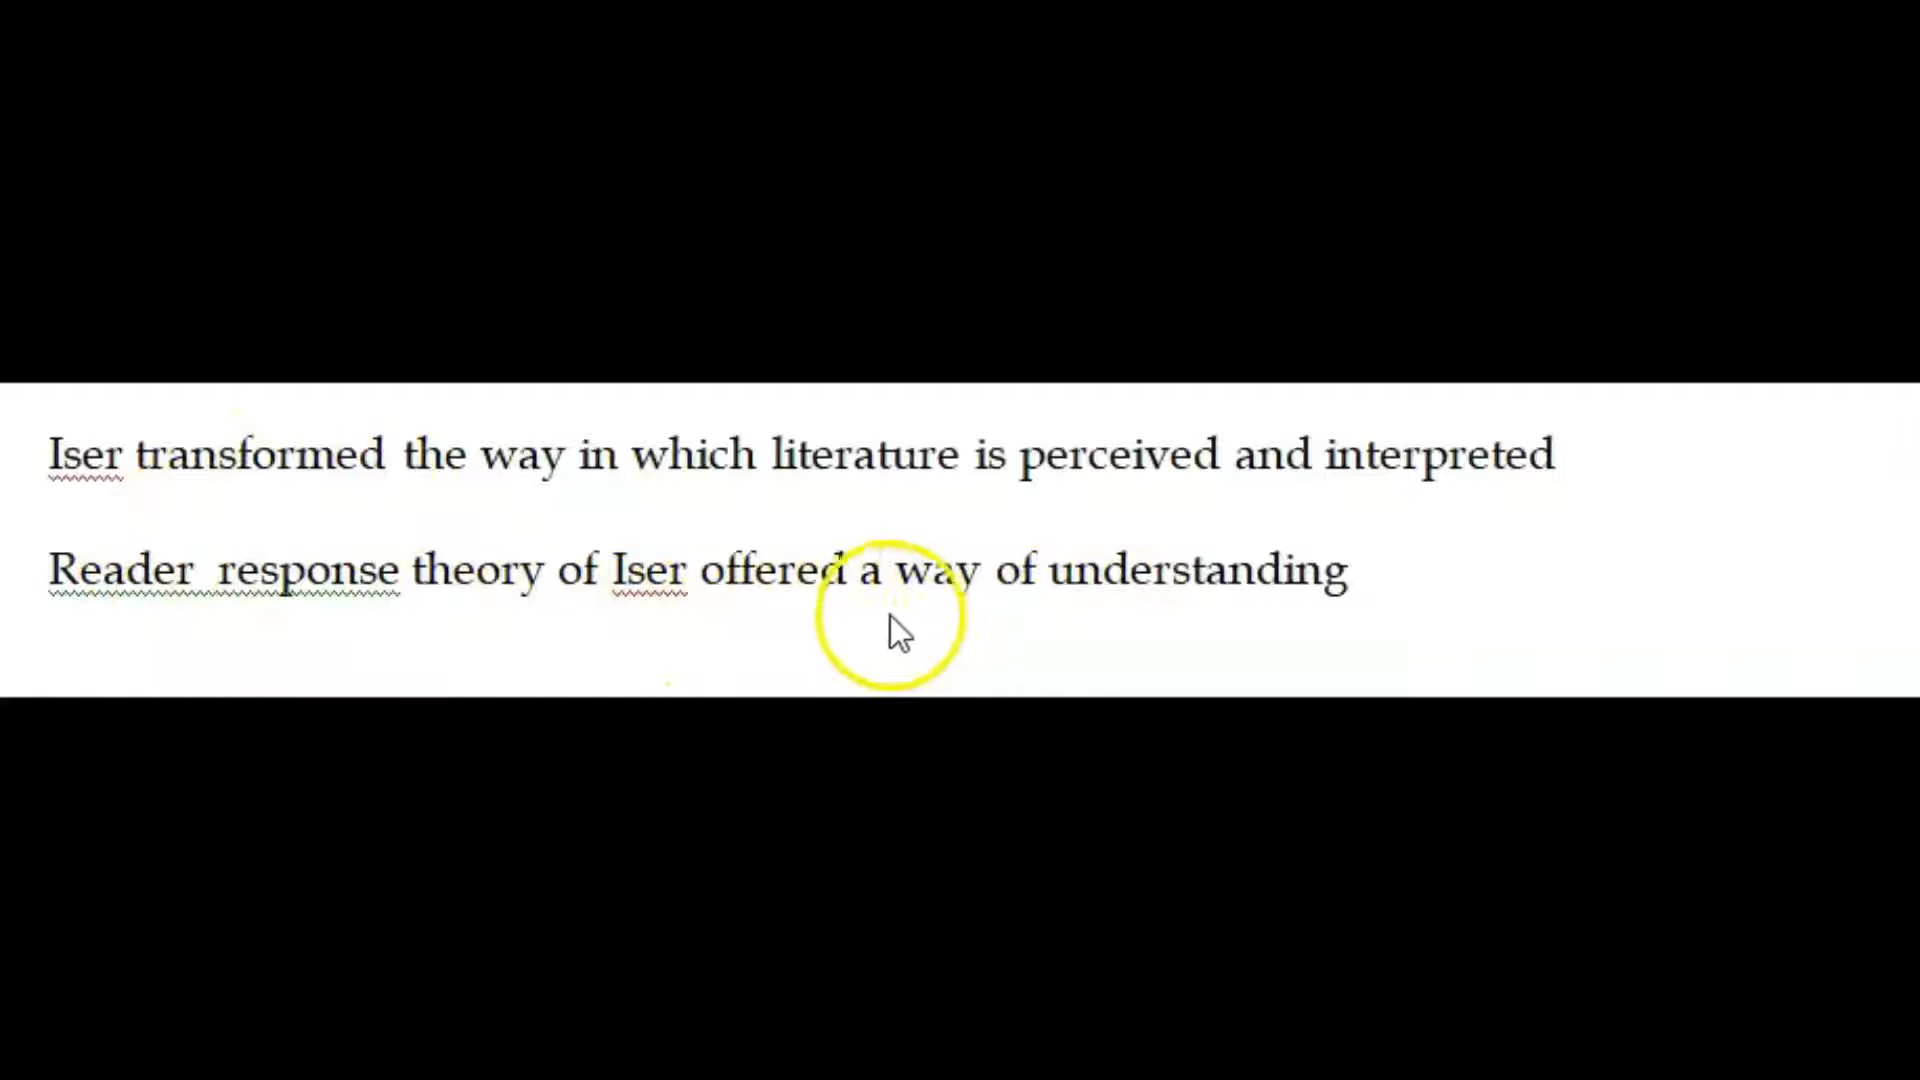 Iser transformed the way in which literature is perceived and interpreted
Reader response theory of Iser offered a way of understanding